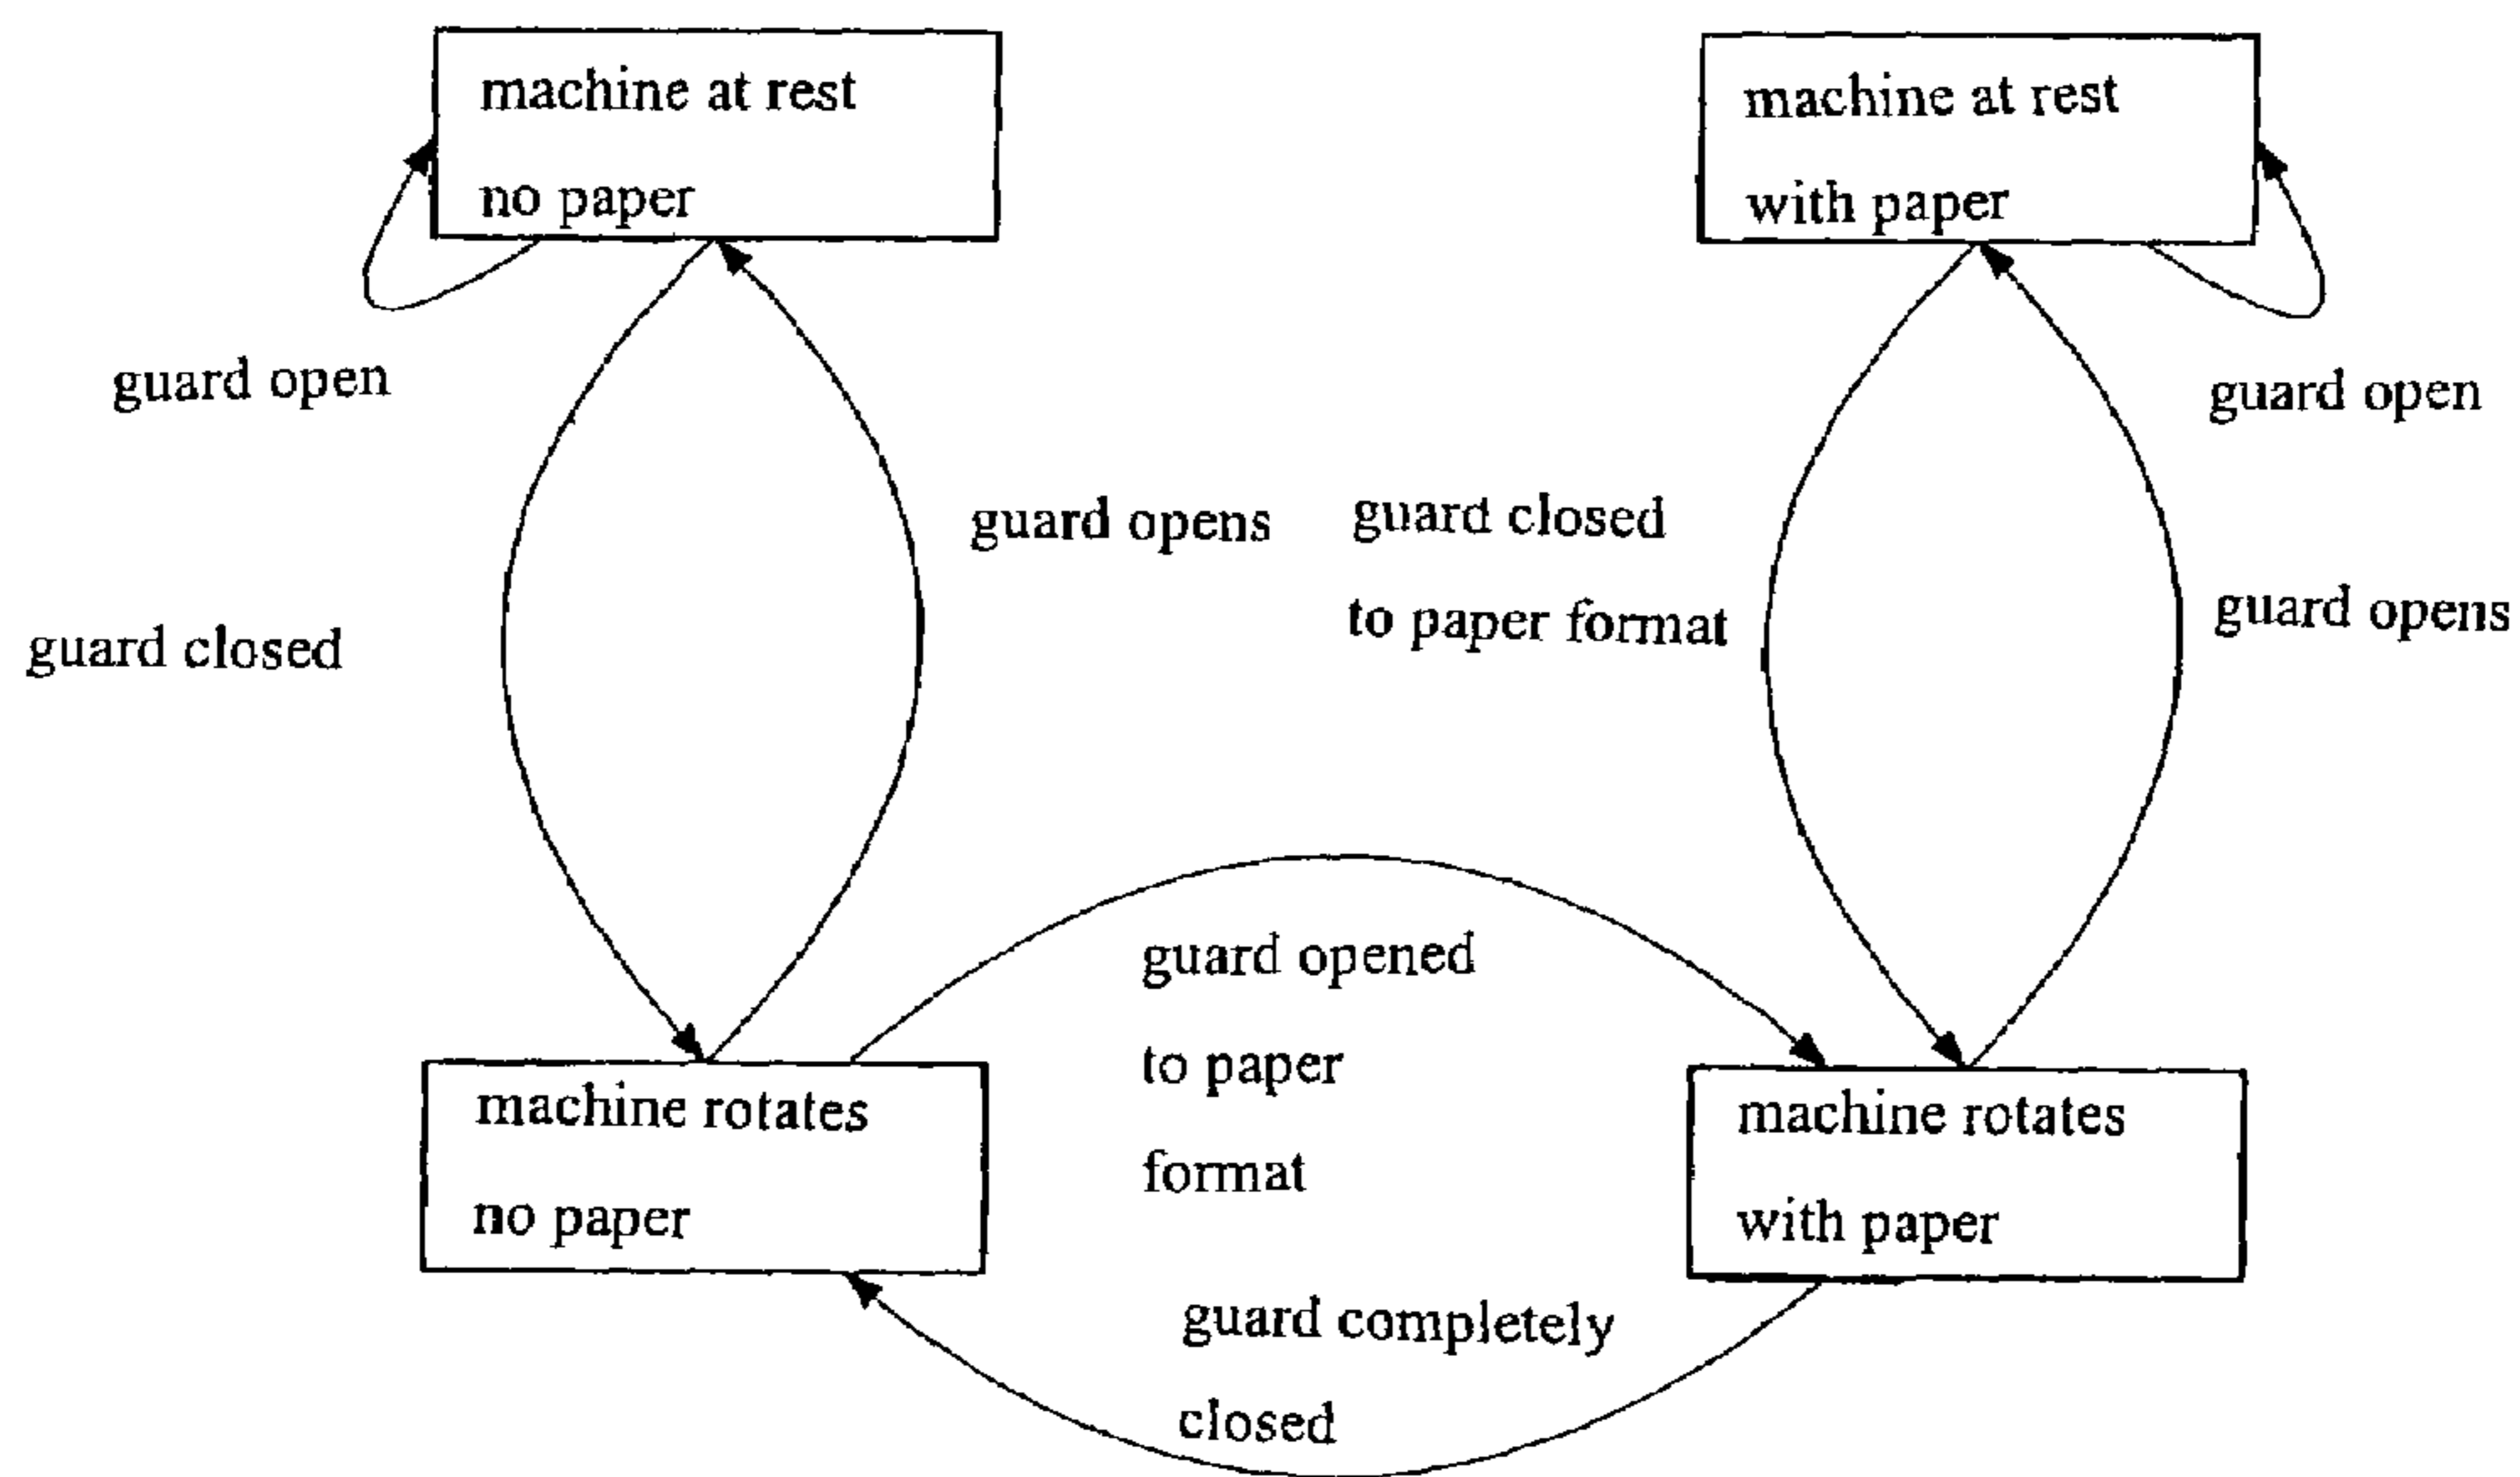 machine at rest
no paper
machine at rest
with paper
guard open
guard open
guard opens
guard closed
to paper format
guard opens
guard closed
guard opened
to paper
format
machine rotates
no paper
machine rotates
with paper
guard completely
closed